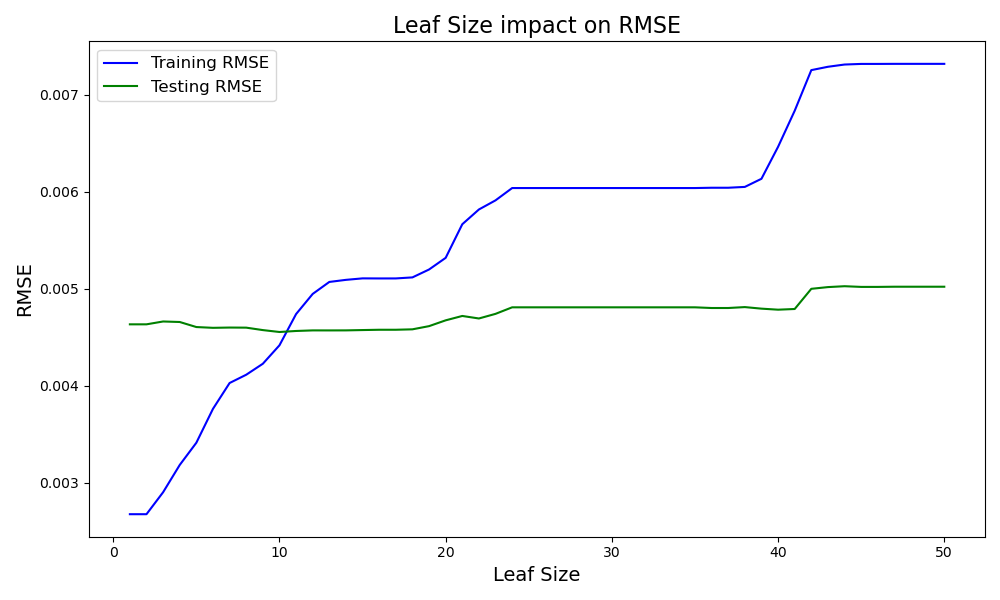 Leaf Size impact on RMSE
Training RMSE
Testing RMSE
RMSE
0.007
0.006
0.005
0.004
0.003
0 10 20 30 40 50
Leaf Size